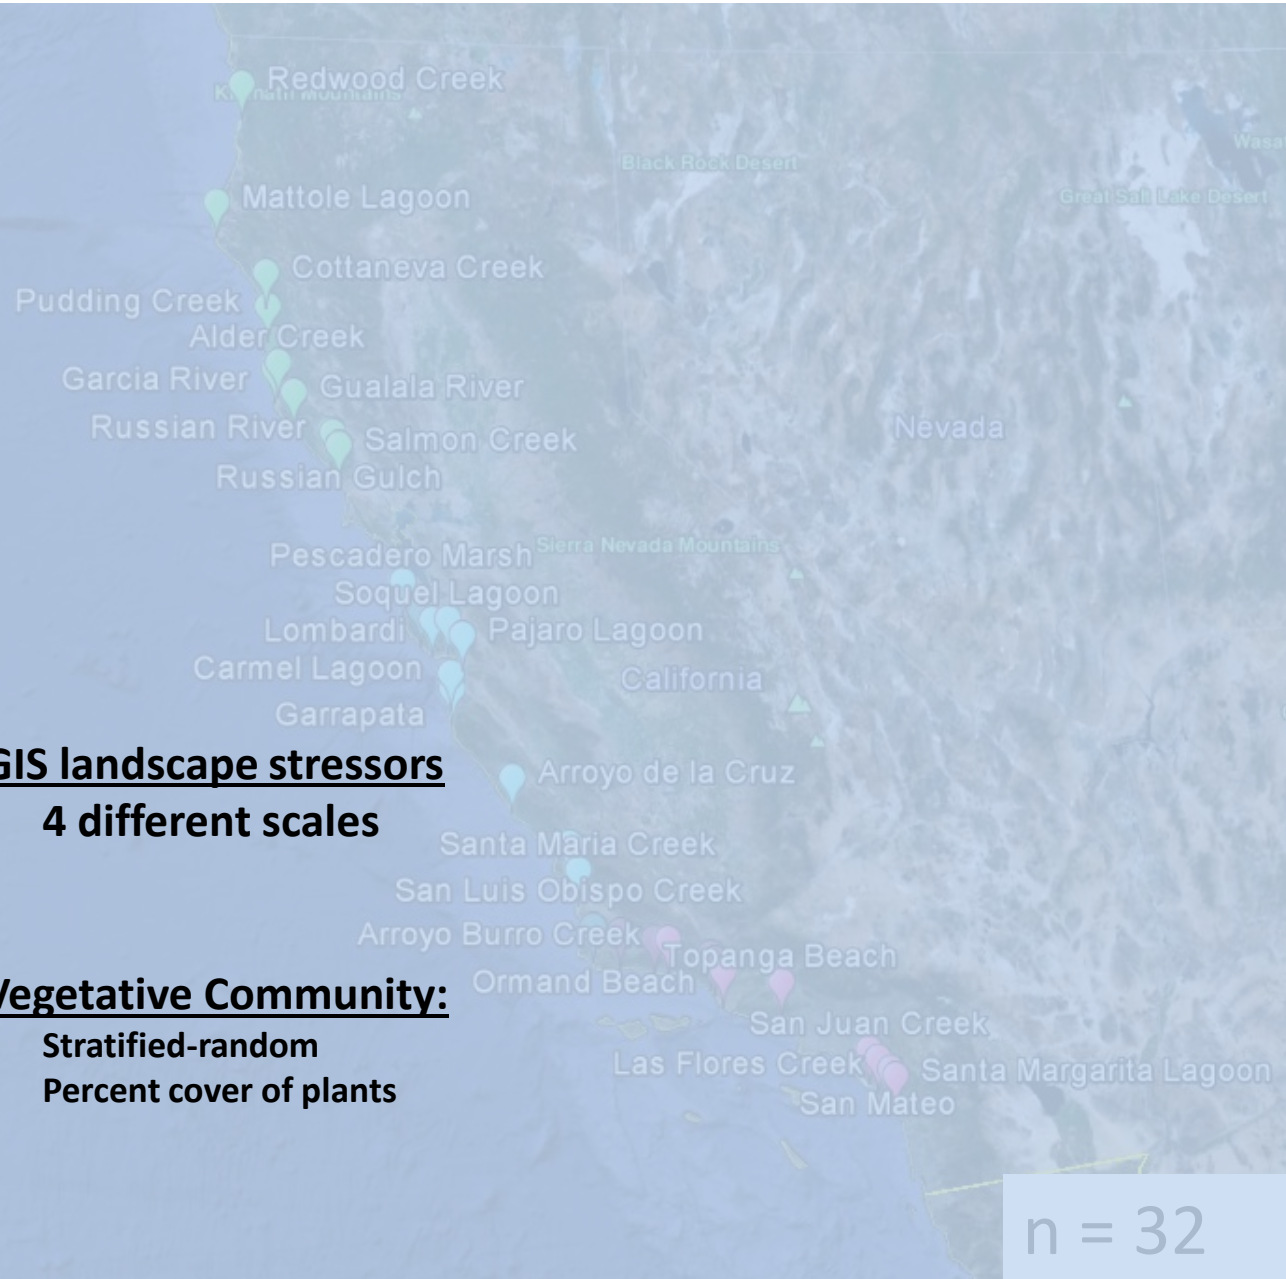 Redwood Creek
Klamath Mountains
Black Rock Desert
Great Salt Lake Desert
Mattole Lagoon
Cottaneva Creek
Pudding Creek
Alder Creek
Garcia River
Gualala River
Russian River
Salmon Creek
Nevada
Russian Gulch
Pescadero Marsh
Sierra Nevada Mountains
Soquel Lagoon
Lombardi
Pajaro Lagoon
Carmel Lagoon
California
Garrapata
GIS landscape stressors
4 different scales
Arroyo de la Cruz
Santa Maria Creek
San Luis Obispo Creek
Arroyo Burro Creek
Topanga Beach
Ormand Beach
Vegetative Community:
Stratified-random
Percent cover of plants
San Juan Creek
Las Flores Creek
Santa Margarita Lagoon
San Mateo
n = 32